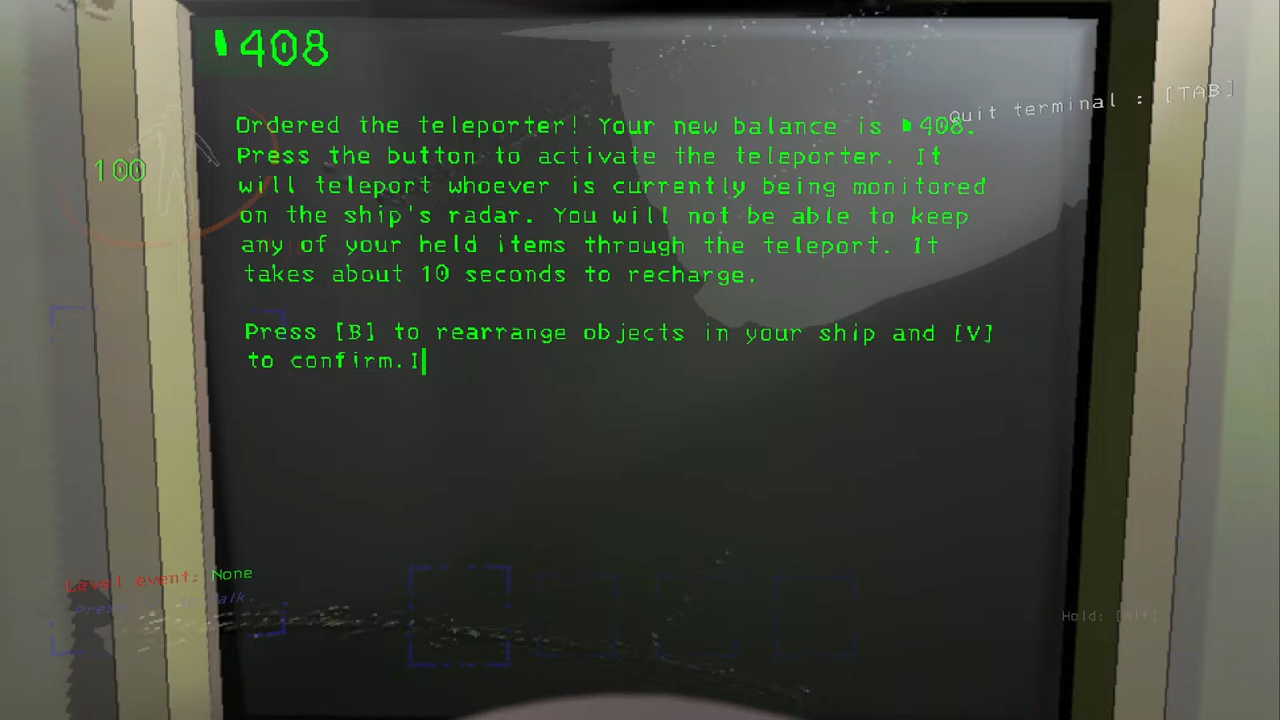 ▮408
Quit terminal : [TAB]
Ordered the teleporter! Your new balance is ▮408.
Press the button to activate the teleporter. It
will teleport whoever is currently being monitored
on the ship's radar. You will not be able to keep
any of your held items through the teleport. It
takes about 10 seconds to recharge.
Press [B] to rearrange objects in your ship and [V]
to confirm.I
100
Level event: None
Press
Hold: [Alt]